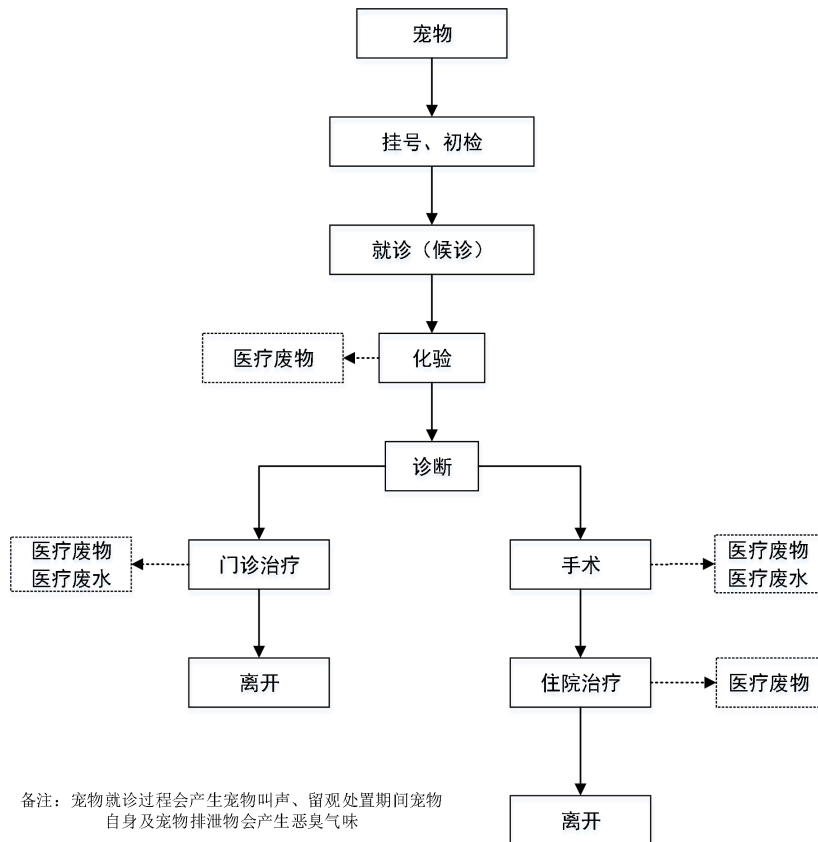 宠物
挂号、初检
就诊（候诊）
医疗废物
化验
诊断
医疗废物
医疗废水
门诊治疗
手术
医疗废物
医疗废水
离开
住院治疗
医疗废物
备注：宠物就诊过程会产生宠物叫声、留观处置期间宠物
自身及宠物排泄物会产生恶臭气味
离开